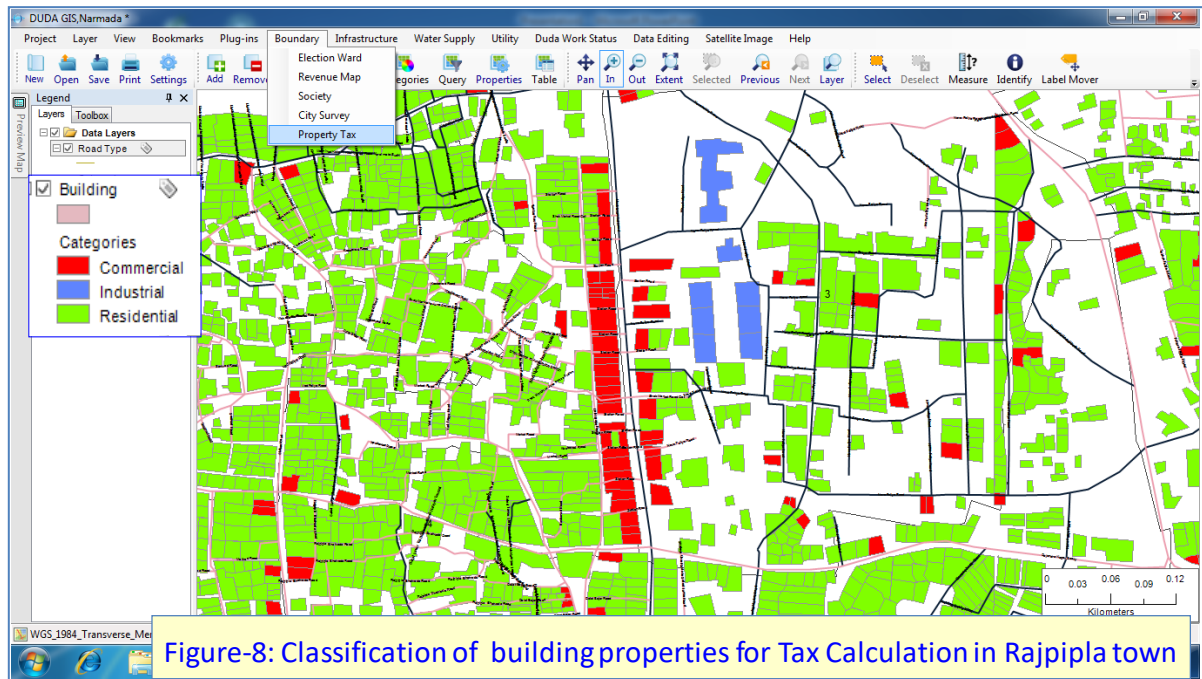 DUDA GIS,Narmada *
Project Layer View Bookmarks Plug-ins Boundary Infrastructure Water Supply Utility Duda Work Status Data Editing Satellite Image Help
New Open Save Print Settings Add Remove egories Query Properties Table Pan In Out Extent Selected Previous Next Layer Select Deselect Measure Identify Label Mover
Election Ward
Revenue Map
Society
City Survey
Property Tax
Preview Map
Legend
Layers Toolbox
Data Layers
Road Type
Building
Categories
Commercial
Industrial
Residential
3
0 0.03 0.06 0.09 0.12
Kilometers
WGS_1984_Transverse_Mer
Figure-8: Classification of building properties for Tax Calculation in Rajpipla town